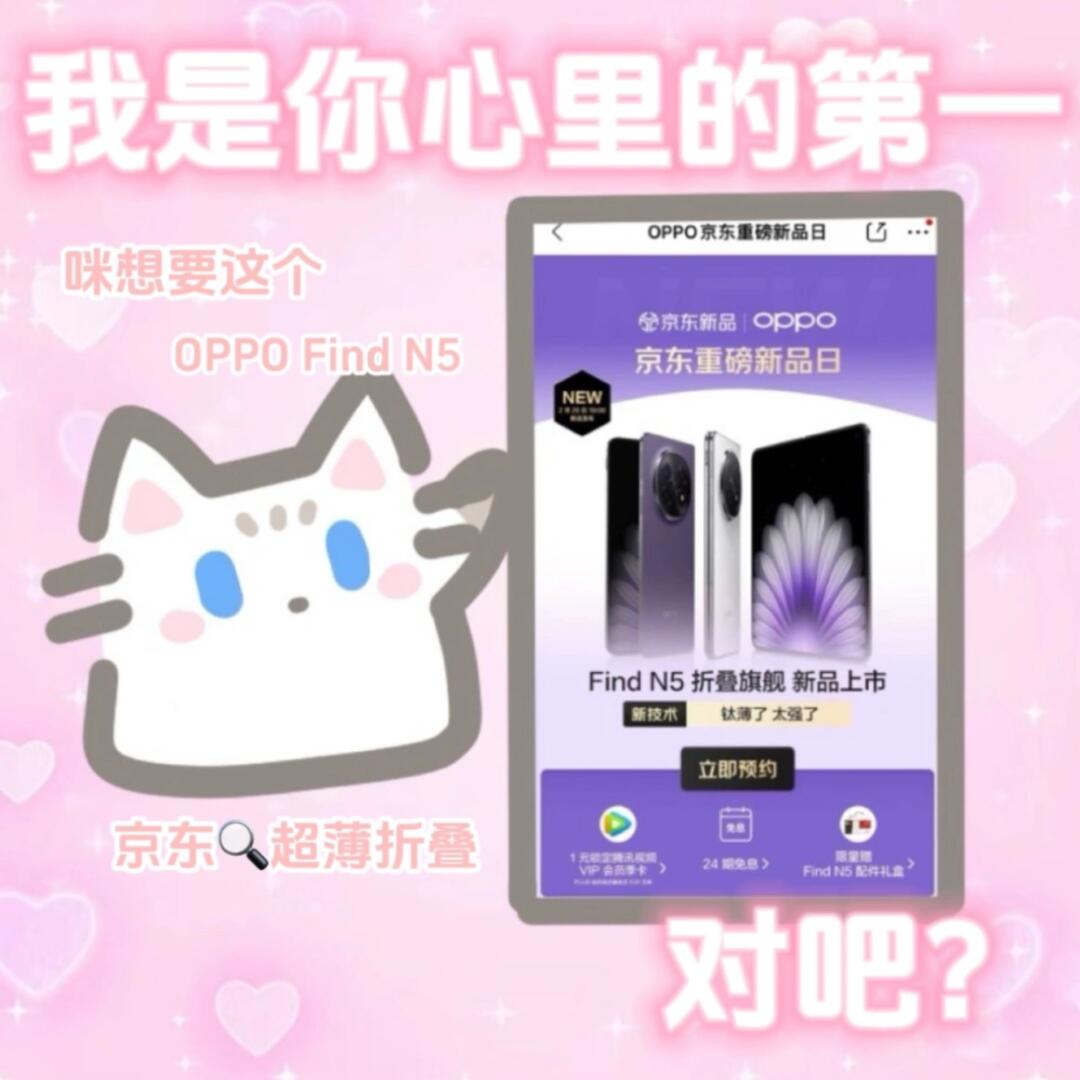 我是你心里的第一
咪想要这个
OPPO Find N5
OPPO京东重磅新品日
京东新品 | oppo
京东重磅新品日
NEW
Find N5 折叠旗舰 新品上市
新技术 钛薄了 太强了
立即预约
免息
1元锁定腾讯视频
VIP 会员季卡
24 期免息
限量赠
Find N5 配件礼盒
京东🔍超薄折叠
对吧?